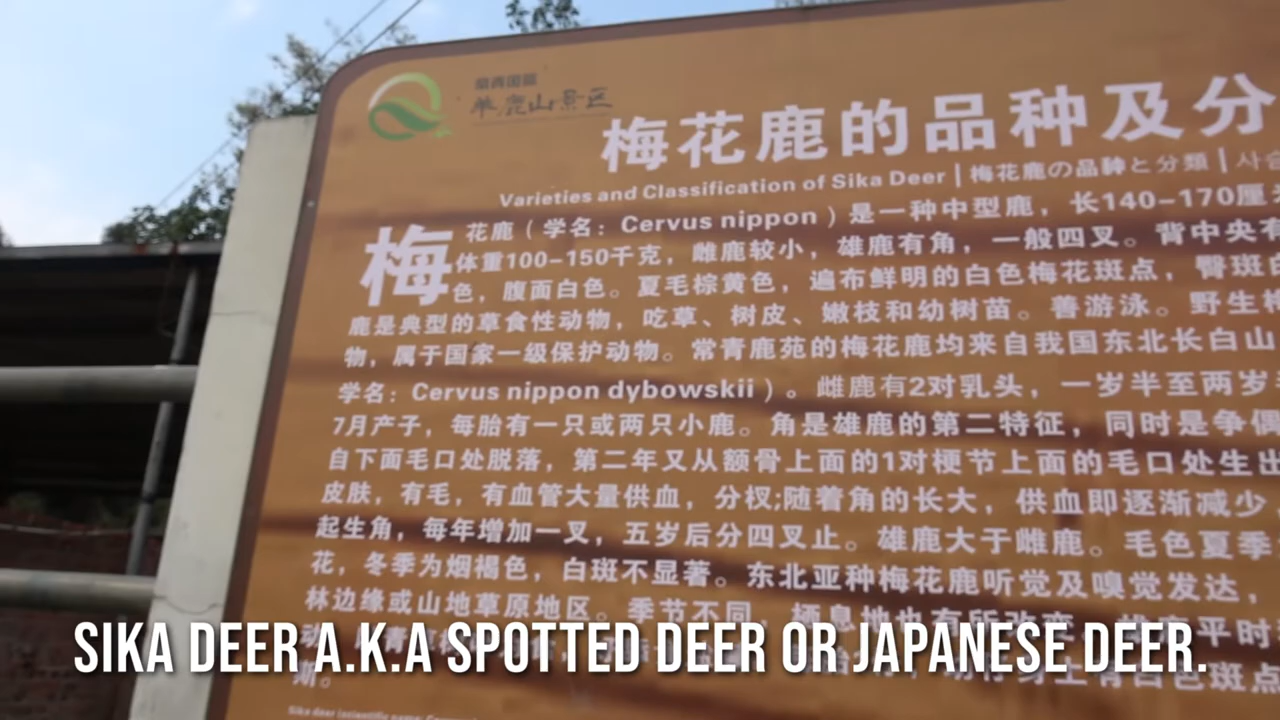 梅花鹿的品种及分
Varieties and Classification of Sika Deer | 梅花鹿の品種と分類 | 사슴
梅花鹿（学名：Cervus nippon）是一种中型鹿，长140-170厘
体重100-150千克，雌鹿较小，雄鹿有角，一般四叉。背中央有
色，腹面白色。夏毛棕黄色，遍布鲜明的白色梅花斑点，臀斑白
鹿是典型的草食性动物，吃草、树皮、嫩枝和幼树苗。善游泳。野生梅
物，属于国家一级保护动物。常青鹿苑的梅花鹿均来自我国东北长白山
学名：Cervus nippon dybowskii）。雌鹿有2对乳头，一岁半至两岁
7月产子，每胎有一只或两只小鹿。角是雄鹿的第二特征，同时是争偶
自下面毛口处脱落，第二年又从额骨上面的1对梗节上面的毛口处生出
皮肤，有毛，有血管大量供血，分杈;随着角的长大，供血即逐渐减少
起生角，每年增加一叉，五岁后分四叉止。雄鹿大于雌鹿。毛色夏季
花，冬季为烟褐色，白斑不显著。东北亚种梅花鹿听觉及嗅觉发达，
林边缘或山地草原地区。季节不同，栖息地也有所改变 平时
斑点
斯。
SIKA DEER A.K.A SPOTTED DEER OR JAPANESE DEER.